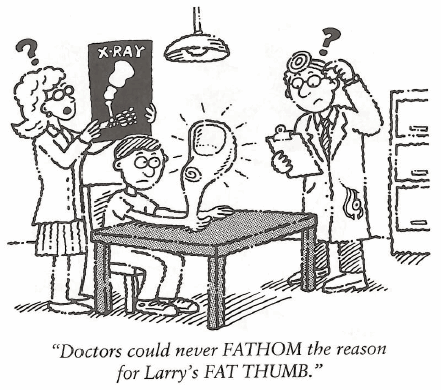 ?
?
X-RAY
"Doctors could never FATHOM the reason
for Larry's FAT THUMB."